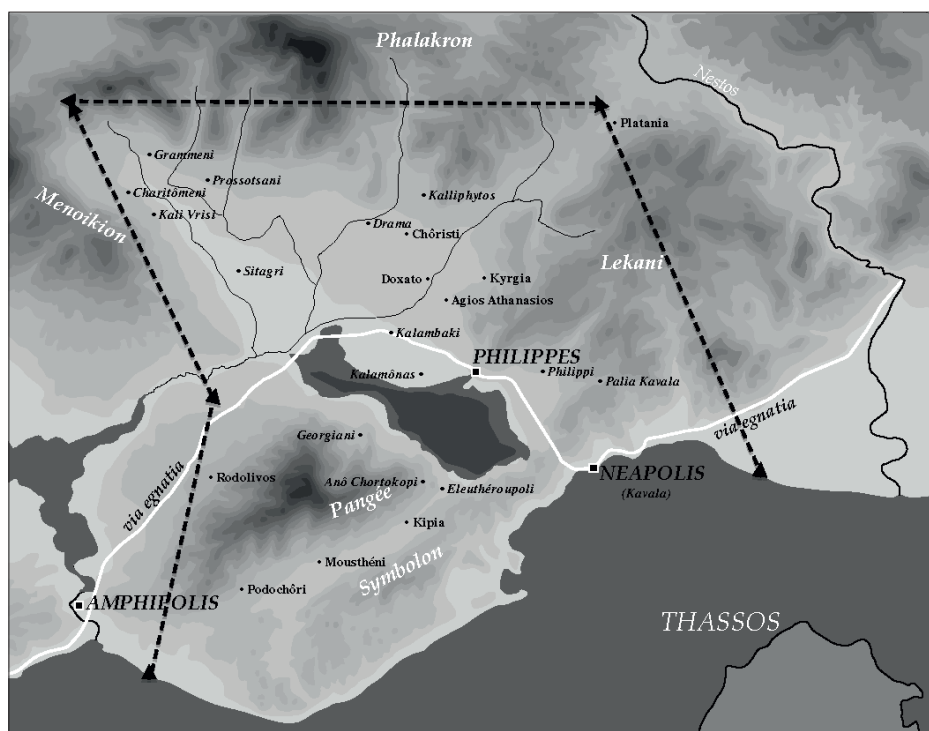 Phalakron
Nestos
Platania
Grammeni
Prossotsani
Charitômeni
Kalliphytos
Menoikion
Kali Vrisi
Drama
Chôristi
Lekani
Sitagri
Doxato
Kyrgia
Agios Athanasios
Kalambaki
PHILIPPES
Kalamônas
Philippi
Palia Kavala
via egnatia
Georgiani
NEAPOLIS
(Kavala)
Rodolivos
Anô Chortokopi
Eleuthéroupoli
Pangée
via egnatia
Kipia
Mousthéni
Symbolon
Podochôri
AMPHIPOLIS
THASSOS